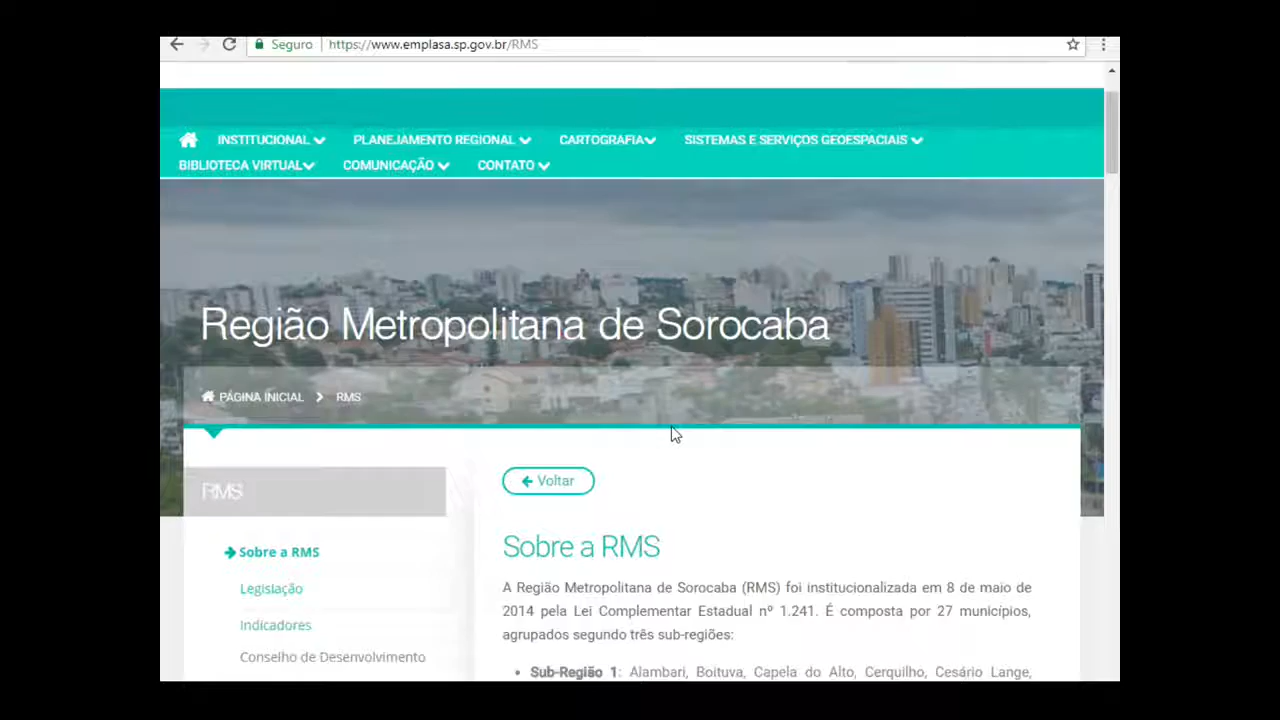 Seguro https://www.emplasa.sp.gov.br/RMS
INSTITUCIONAL PLANEJAMENTO REGIONAL CARTOGRAFIA SISTEMAS E SERVIÇOS GEOESPACIAIS
BIBLIOTECA VIRTUAL COMUNICAÇÃO CONTATO
Região Metropolitana de Sorocaba
PÁGINA INICIAL RMS
RMS
Sobre a RMS
Legislação
Indicadores
Conselho de Desenvolvimento
Voltar
Sobre a RMS
A Região Metropolitana de Sorocaba (RMS) foi institucionalizada em 8 de maio de
2014 pela Lei Complementar Estadual nº 1.241. É composta por 27 municípios,
agrupados segundo três sub-regiões:
• Sub-Região 1: Alambari, Boituva, Capela do Alto, Cerquilho, Cesário Lange,